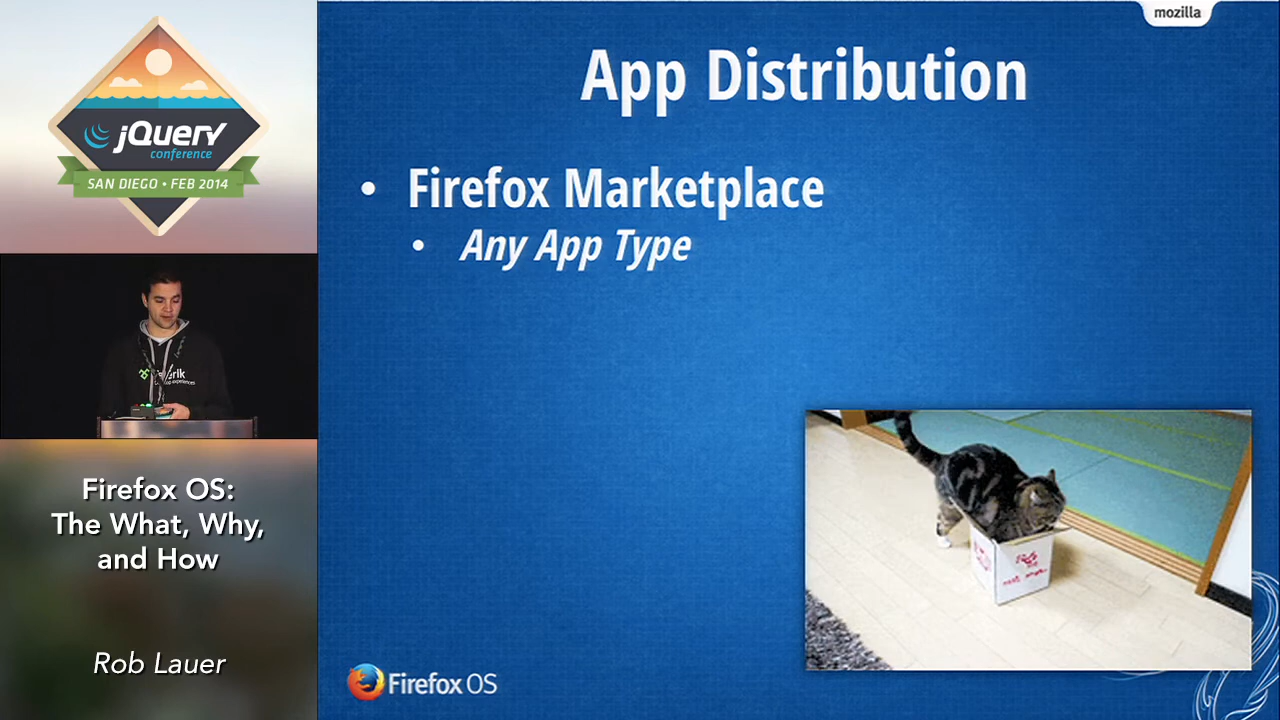 jQuery
conference
SAN DIEGO • FEB 2014
Firefox OS:
The What, Why,
and How
Rob Lauer
mozilla
App Distribution
• Firefox Marketplace
• Any App Type
Firefox OS